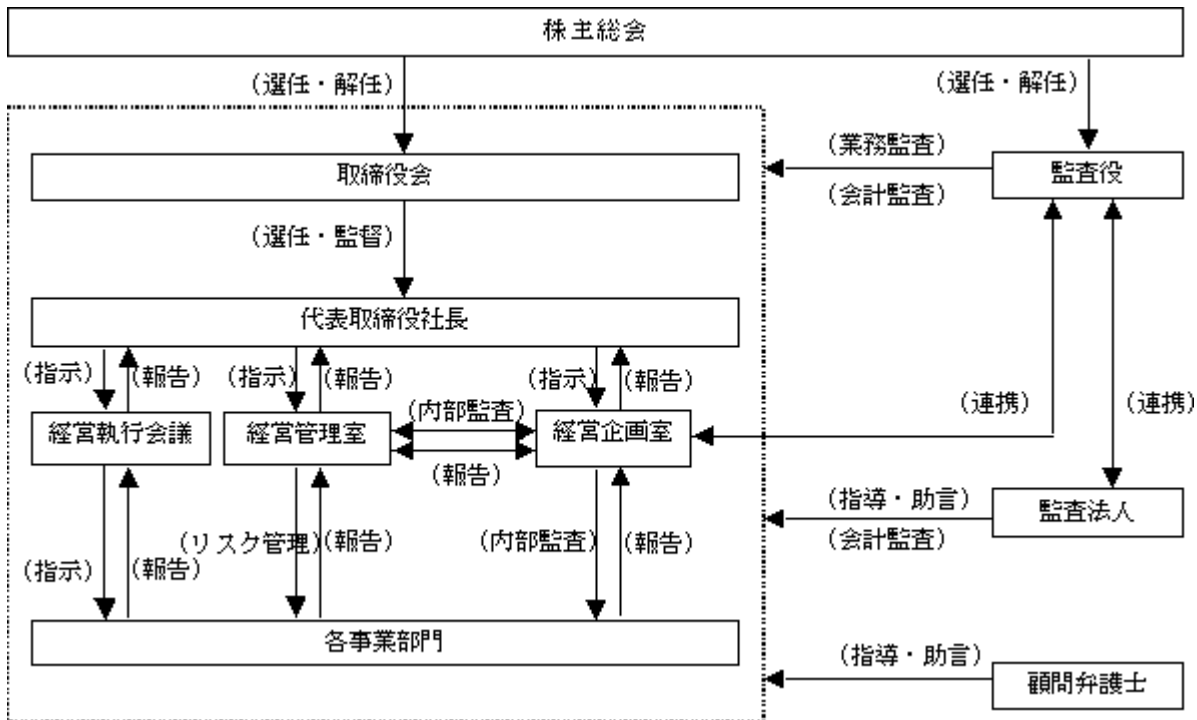 株主総会
（選任・解任）
（選任・解任）
（業務監査）
取締役会
監査役
（会計監査）
（選任・監督）
代表取締役社長
（指示）
（報告）
（指示）
（報告）
（指示）
（報告）
（内部監査）
（連携）
（連携）
経営執行会議
経営管理室
経営企画室
（報告）
（指導・助言）
監査法人
（リスク管理）
（報告）
（内部監査）
（報告）
（会計監査）
（指示）
（報告）
各事業部門
（指導・助言）
顧問弁護士